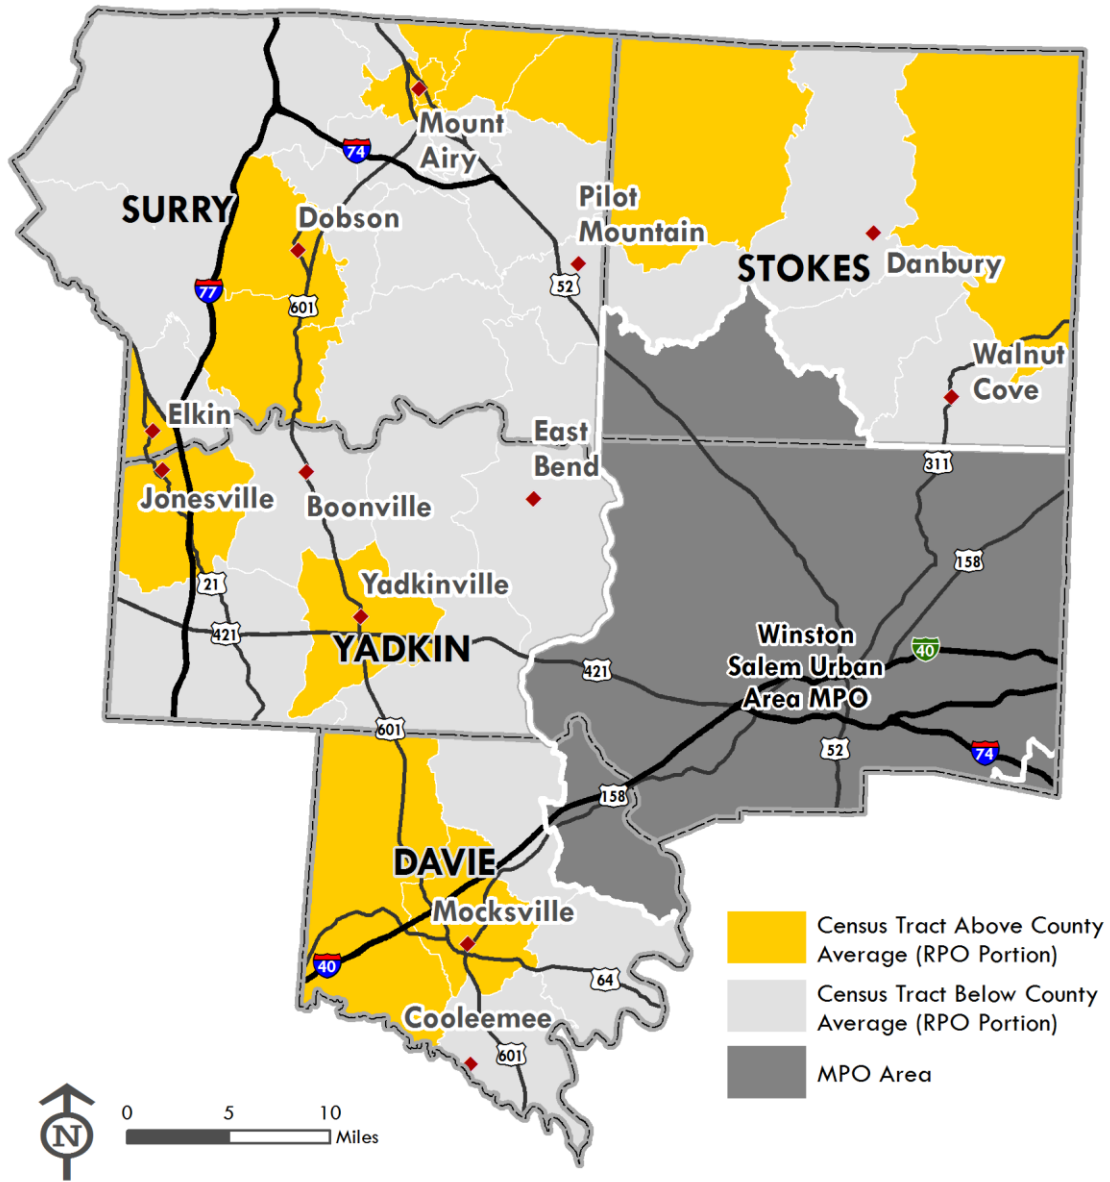 Mount
Airy
74
SURRY
Dobson
Pilot
Mountain
STOKES
Danbury
77
601
52
Walnut
Cove
Elkin
East
Bend
Jonesville
Boonville
311
158
21
Yadkinville
421
YADKIN
Winston
Salem Urban
Area MPO
40
421
601
52
74
158
DAVIE
Mocksville
40
64
Cooleemee
601
Census Tract Above County
Average (RPO Portion)
Census Tract Below County
Average (RPO Portion)
MPO Area
N
0 5 10
Miles